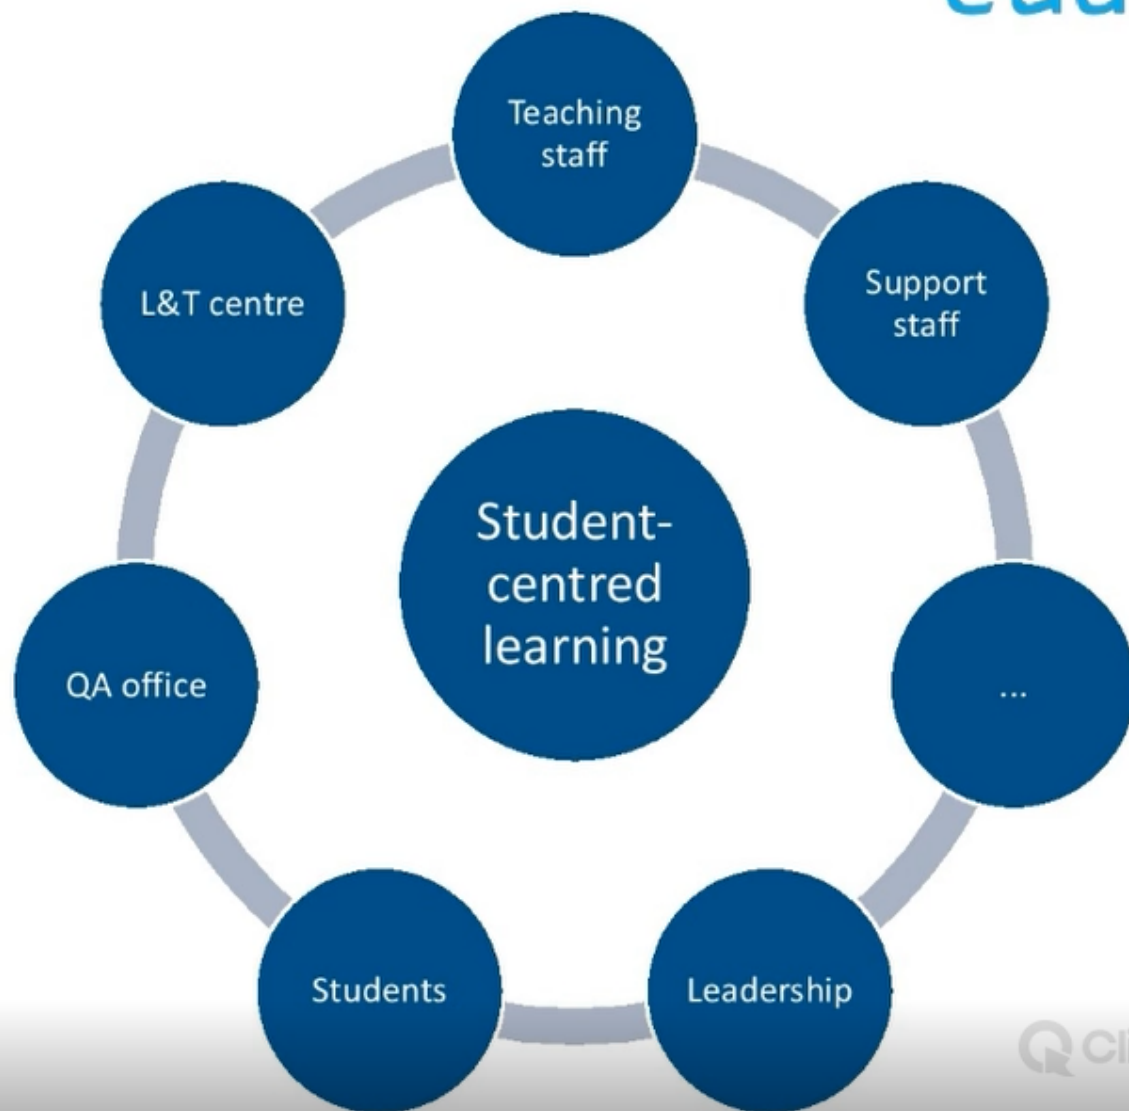 Teaching
staff
Support
staff
...
Leadership
Students
QA office
L&T centre
Student-
centred
learning